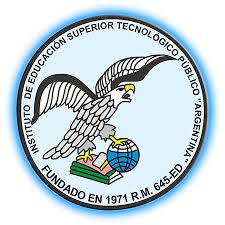 INSTITUTO DE EDUCACIÓN SUPERIOR TECNOLÓGICO PÚBLICO "ARGENTINA"
FUNDADO EN 1971 R.M. 645-ED